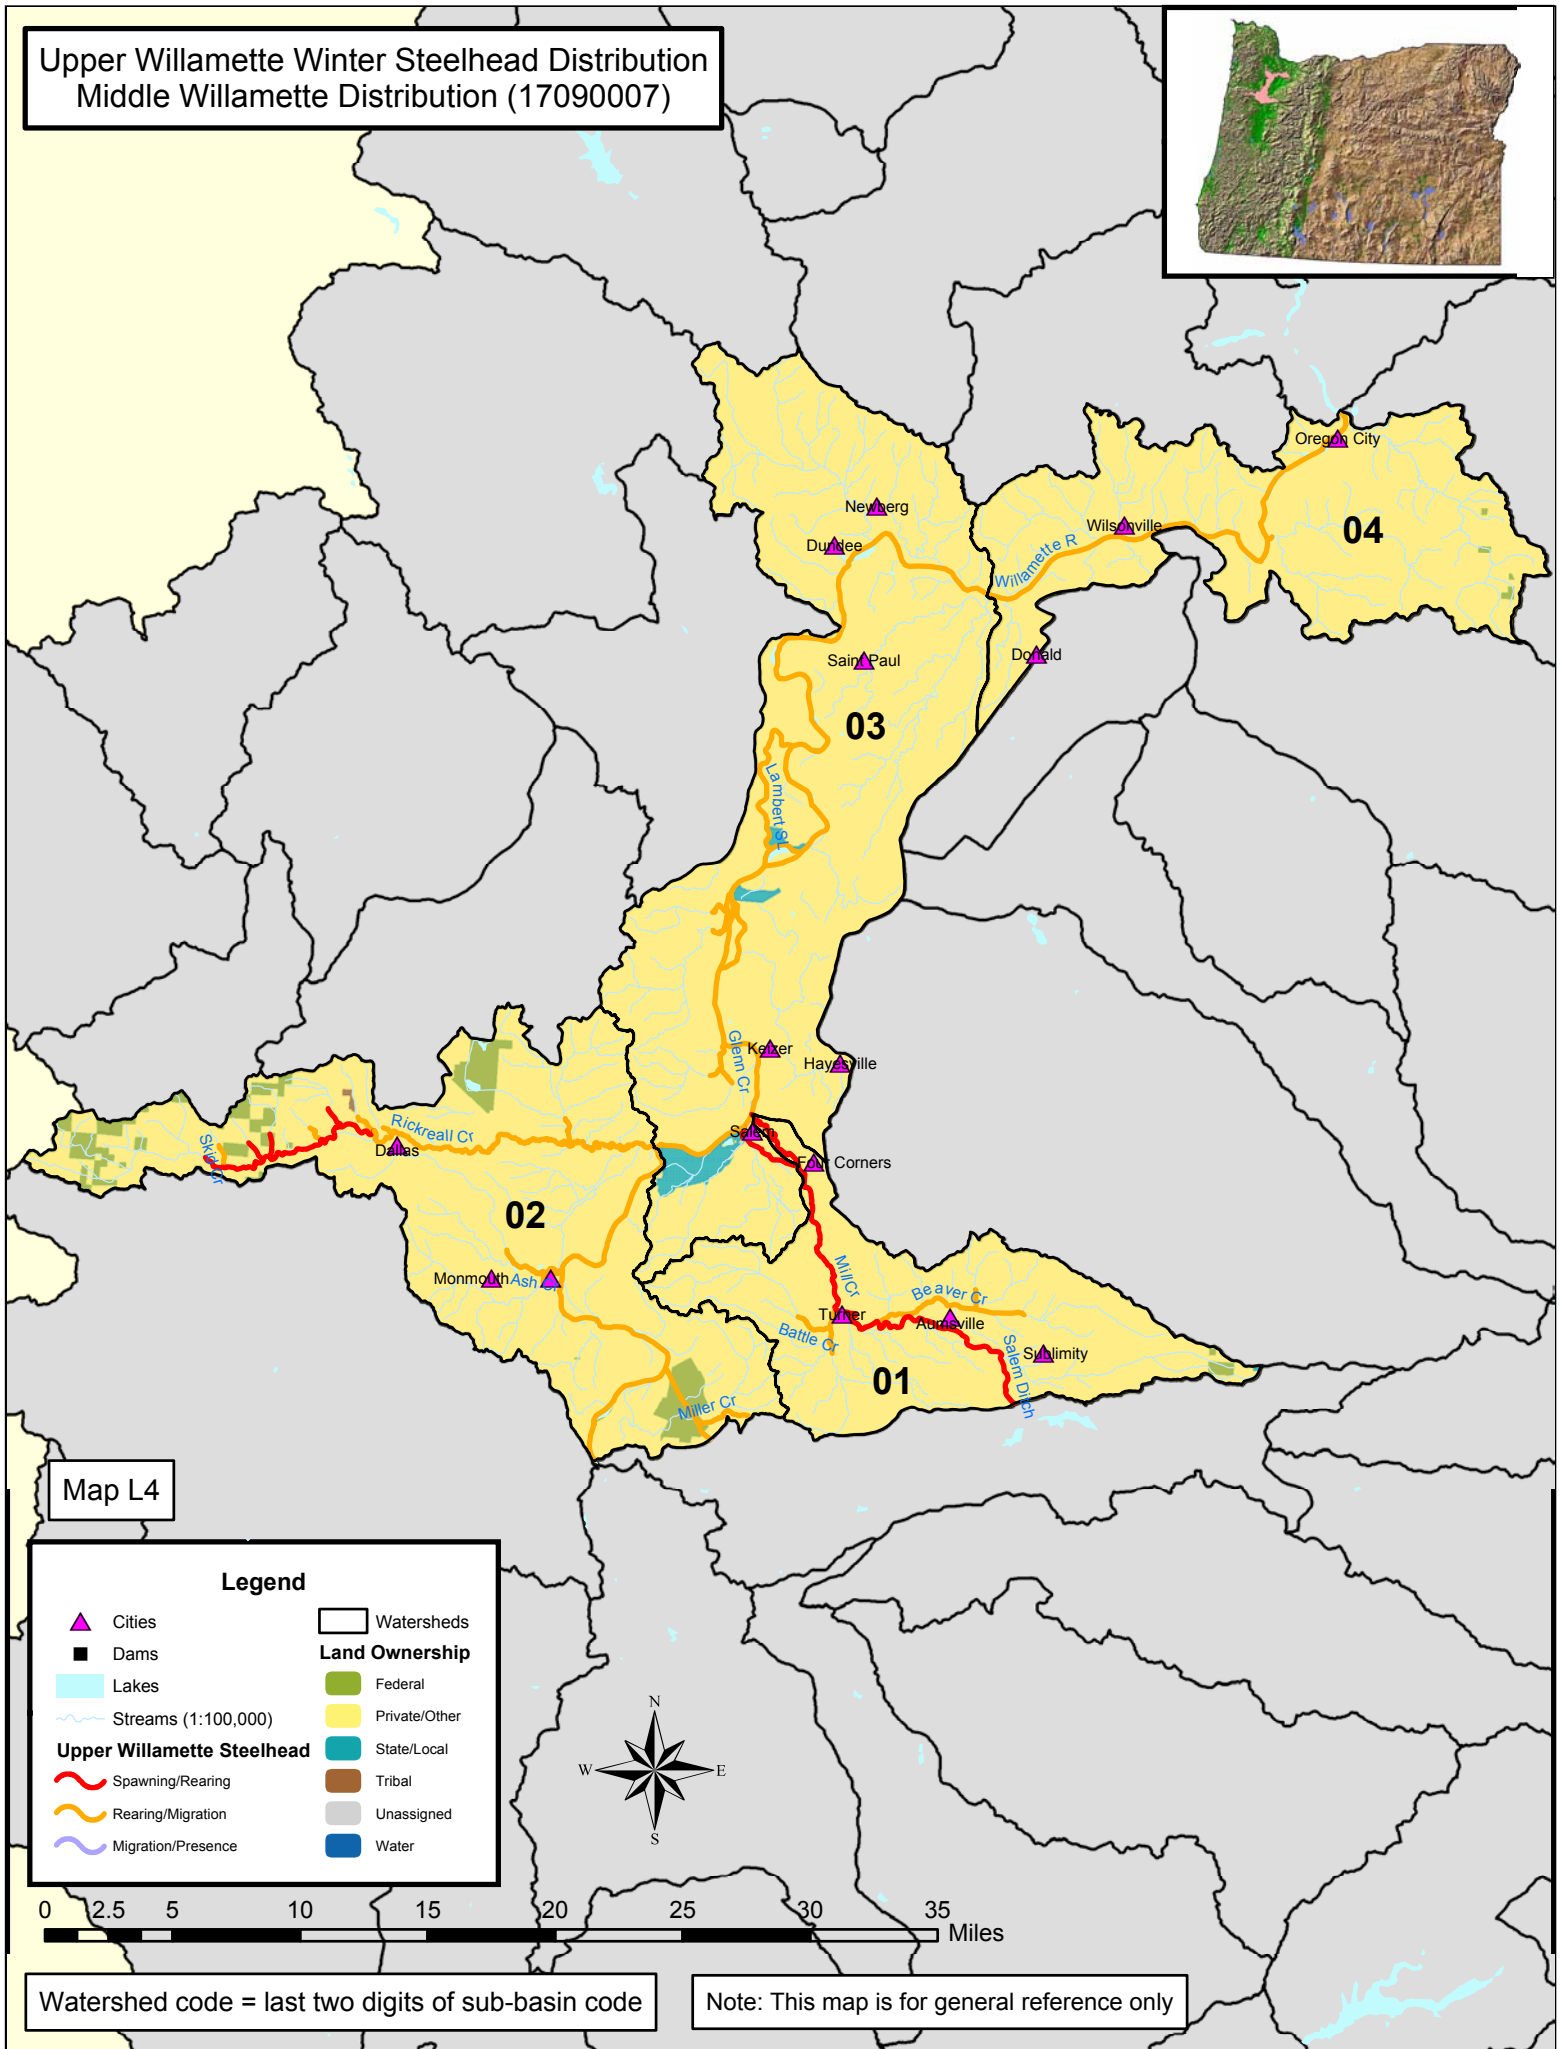 Upper Willamette Winter Steelhead Distribution
Middle Willamette Distribution (17090007)
Oregon City
04
Newberg
Wilsonville
Dundee
Willamette R
Saint Paul
Donald
03
Lambert SL
Glenn Cr
Keizer
Hayesville
Rickreall Cr
Skid Cr
Dallas
Salem
Four Corners
02
Mill Cr
Monmouth
Ash Cr
Beaver Cr
Turner
Aumsville
Battle Cr
Salem Ditch
Sublimity
01
Miller Cr
Map L4
Legend
Cities
Dams
Lakes
Streams (1:100,000)
Upper Willamette Steelhead
Spawning/Rearing
Rearing/Migration
Migration/Presence
Watersheds
Land Ownership
Federal
Private/Other
State/Local
Tribal
Unassigned
Water
N
W
E
S
0 2.5 5 10 15 20 25 30 35
Miles
Watershed code = last two digits of sub-basin code
Note: This map is for general reference only